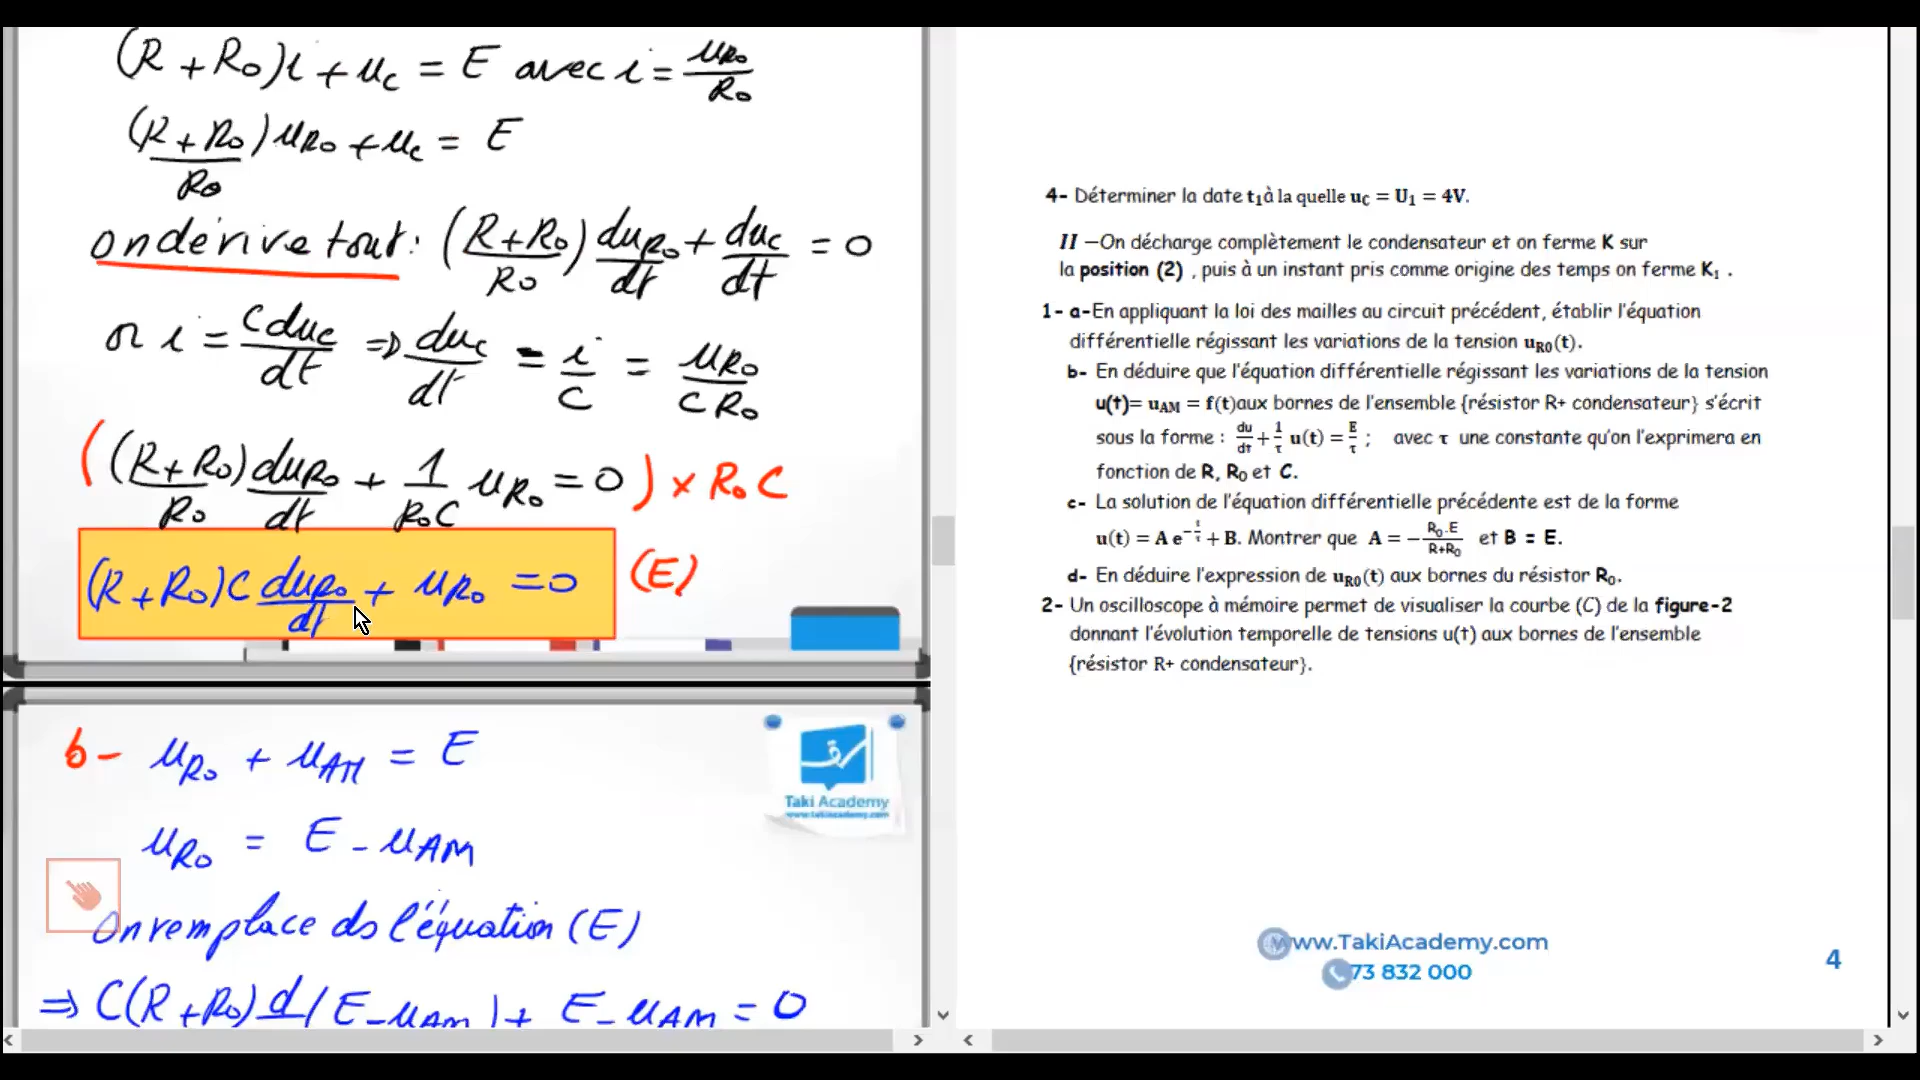 (R + R₀)i + u_C = E avec i = u_R₀/R₀
(R + R₀)/R₀ u_R₀ + u_C = E
on dérive tout : (R+R₀)/R₀ du_R₀/dt + du_C/dt = 0
or i = C du_C/dt ⇒ du_C/dt = i/C = u_R₀/CR₀
((R+R₀)/R₀ du_R₀/dt + 1/R₀C u_R₀ = 0) × R₀C
(R+R₀)C du_R₀/dt + u_R₀ = 0 (E)
b- u_R₀ + u_AM = E
u_R₀ = E - u_AM
On remplace ds l'équation (E)
⇒ C(R+R₀) d/ (E - u_AM) + E - u_AM = 0
Taki Academy
www.takiacademy.com
4- Déterminer la date t₁à la quelle u_C = U₁ = 4V.
II –On décharge complètement le condensateur et on ferme K sur
la position (2) , puis à un instant pris comme origine des temps on ferme K₁ .
1- a-En appliquant la loi des mailles au circuit précédent, établir l'équation
différentielle régissant les variations de la tension u_R0(t).
b- En déduire que l'équation différentielle régissant les variations de la tension
u(t)= u_AM = f(t)aux bornes de l'ensemble {résistor R+ condensateur} s'écrit
sous la forme : du/dt + 1/τ u(t) = E/τ ; avec τ une constante qu'on l'exprimera en
fonction de R, R₀ et C.
c- La solution de l'équation différentielle précédente est de la forme
u(t) = A e^(-t/τ) + B. Montrer que A = - R₀.E/R+R₀ et B = E.
d- En déduire l'expression de u_R0(t) aux bornes du résistor R₀.
2- Un oscilloscope à mémoire permet de visualiser la courbe (C) de la figure-2
donnant l'évolution temporelle de tensions u(t) aux bornes de l'ensemble
{résistor R+ condensateur}.
www.TakiAcademy.com
73 832 000
4